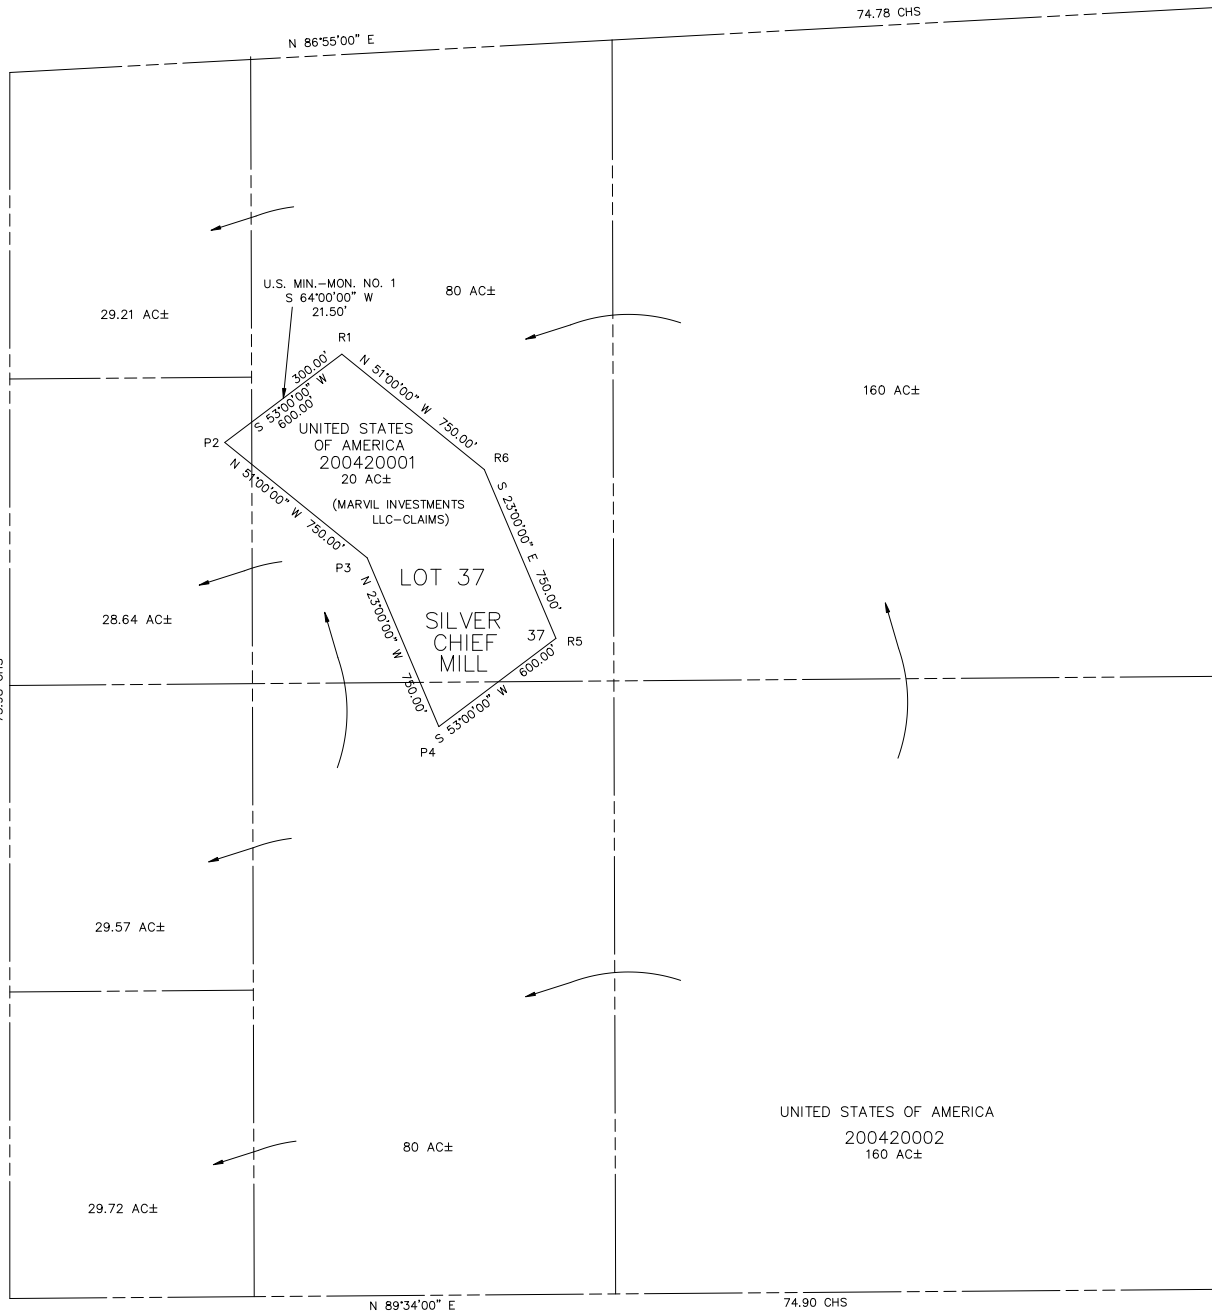 74.78 CHS
N 86°55'00" E
U.S. MIN.-MON. NO. 1
S 64°00'00" W
21.50'
80 AC±
29.21 AC±
R1
300.00'
S 53°00'00" W
600.00'
N 51°00'00" W 750.00'
160 AC±
P2
UNITED STATES
OF AMERICA
200420001
20 AC±
(MARVIL INVESTMENTS
LLC-CLAIMS)
R6
N 51°00'00" W 750.00'
S 23°00'00" E 750.00'
P3
LOT 37
N 23°00'00" W 750.00'
28.64 AC±
SILVER
CHIEF
MILL
37
R5
S 53°00'00" W 600.00'
P4
CHS
29.57 AC±
UNITED STATES OF AMERICA
200420002
160 AC±
80 AC±
29.72 AC±
N 89°34'00" E
74.90 CHS